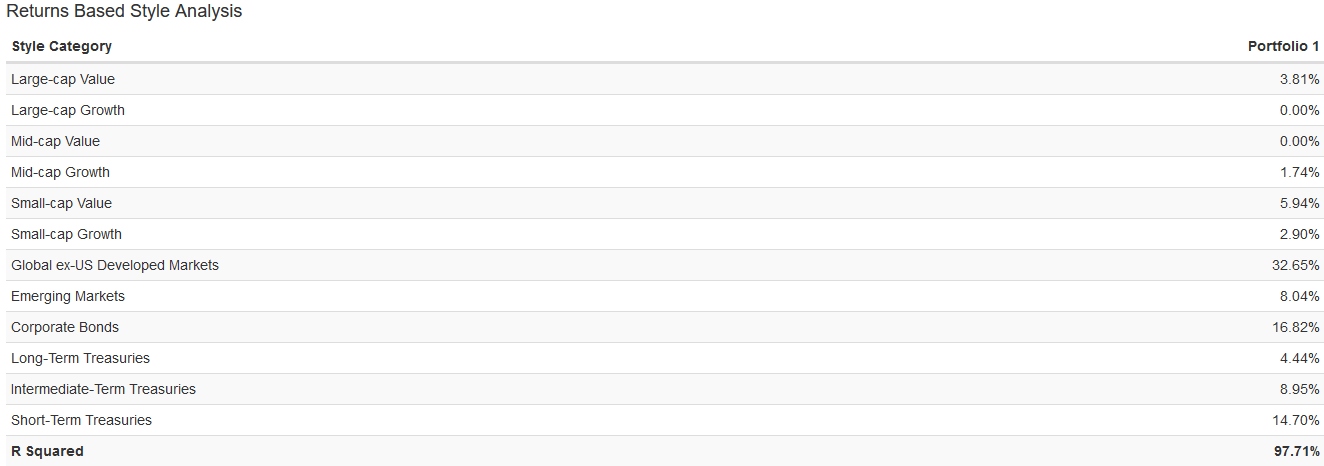 Returns Based Style Analysis
Style Category Portfolio 1
Large-cap Value 3.81%
Large-cap Growth 0.00%
Mid-cap Value 0.00%
Mid-cap Growth 1.74%
Small-cap Value 5.94%
Small-cap Growth 2.90%
Global ex-US Developed Markets 32.65%
Emerging Markets 8.04%
Corporate Bonds 16.82%
Long-Term Treasuries 4.44%
Intermediate-Term Treasuries 8.95%
Short-Term Treasuries 14.70%
R Squared 97.71%